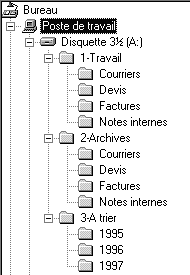 Bureau
Poste de travail
Disquette 3½ (A:)
1-Travail
Courriers
Devis
Factures
Notes internes
2-Archives
Courriers
Devis
Factures
Notes internes
3-A trier
1995
1996
1997